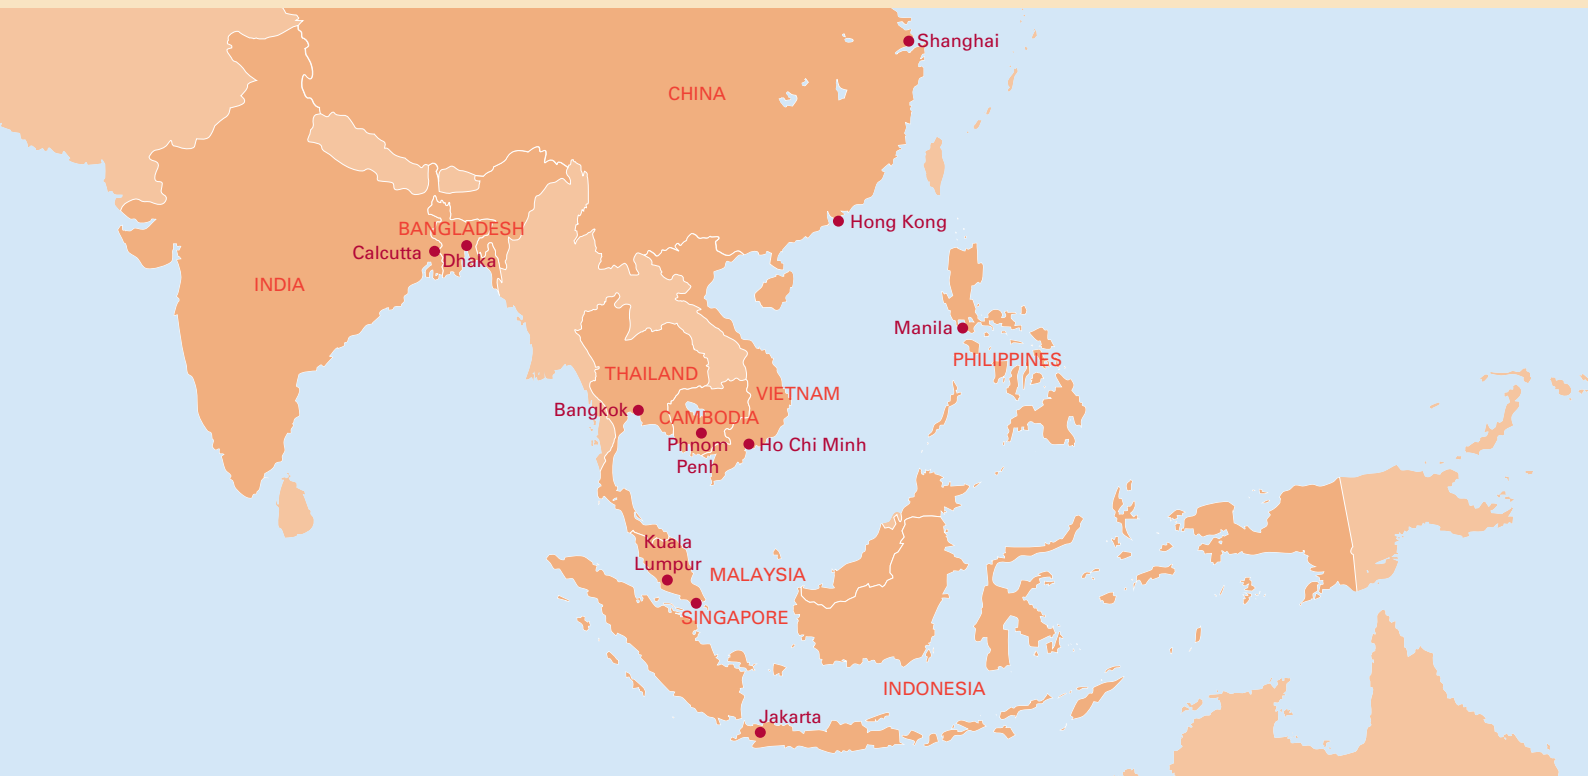 Shanghai
CHINA
Hong Kong
BANGLADESH
Calcutta
Dhaka
INDIA
Manila
PHILIPPINES
THAILAND
VIETNAM
Bangkok
CAMBODIA
Phnom
Penh
Ho Chi Minh
Kuala
Lumpur
MALAYSIA
SINGAPORE
INDONESIA
Jakarta